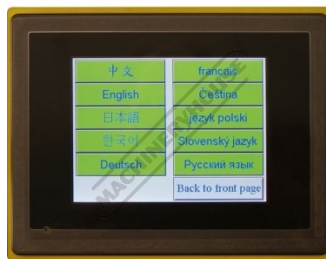 中文
English
日本語
한국어
Deutsch
francais
Čeština
język polski
Slovenský jazyk
Русский язык
Back to front page
MACHINERYHOUSE